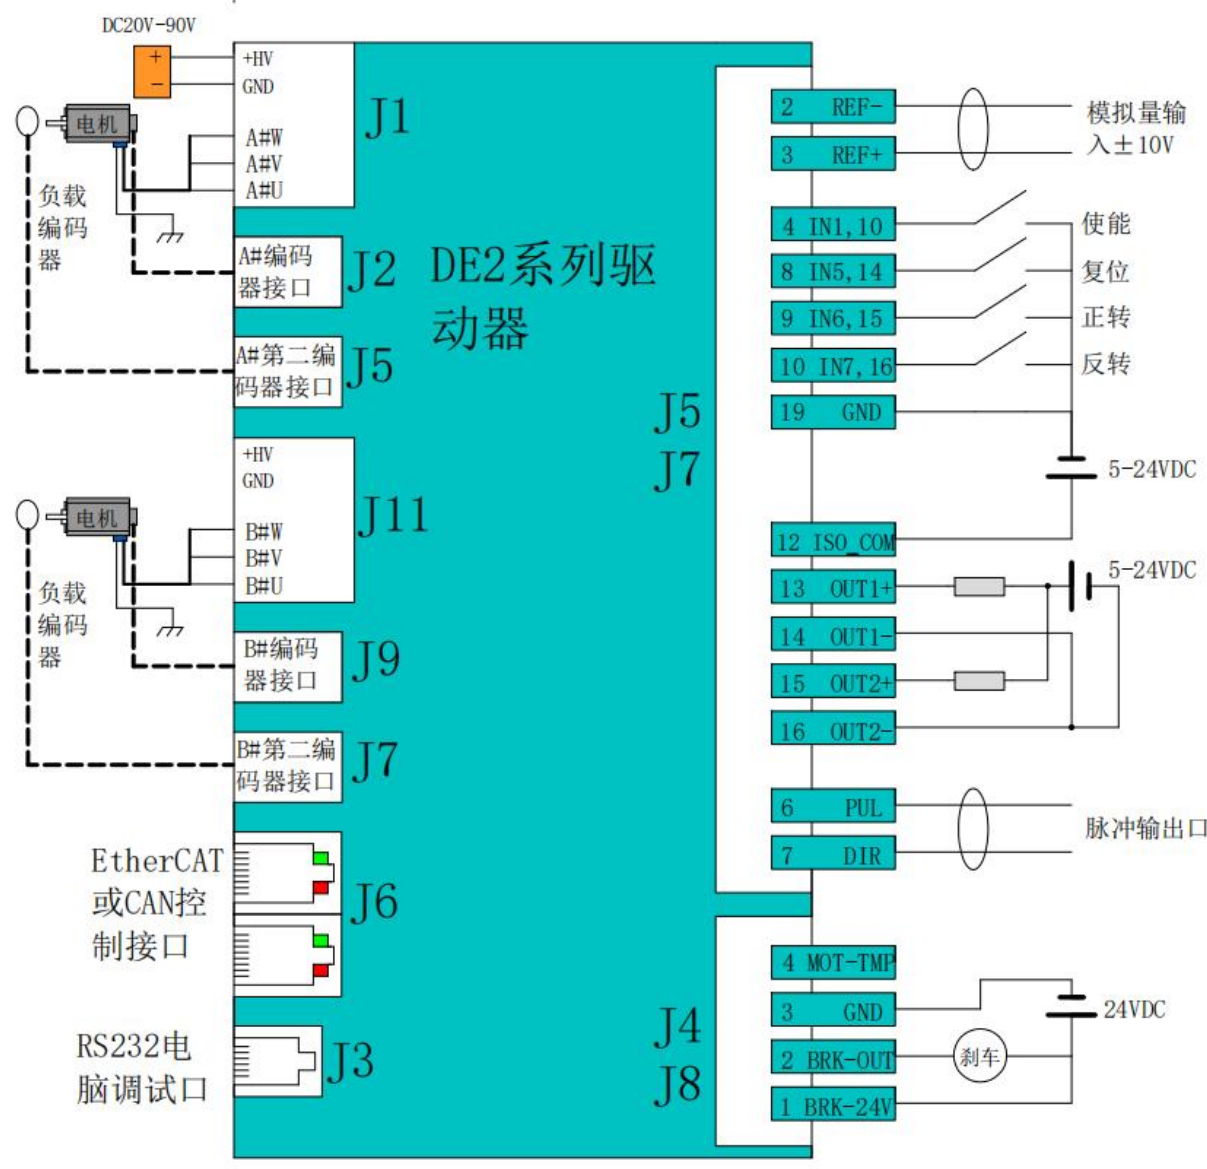 DC20V-90V
+
-
+HV
GND
A#W
A#V
A#U
J1
电机
负载
编码
器
A#编码
器接口
J2
A#第二编
码器接口
J5
DE2系列驱
动器
+HV
GND
B#W
B#V
B#U
J11
电机
负载
编码
器
B#编码
器接口
J9
B#第二编
码器接口
J7
EtherCAT
或CAN控
制接口
J6
RS232电
脑调试口
J3
J5
J7
2 REF-
3 REF+
模拟量输
入±10V
4 IN1,10
使能
8 IN5,14
复位
9 IN6,15
正转
10 IN7,16
反转
19 GND
5-24VDC
12 ISO_COM
13 OUT1+
5-24VDC
14 OUT1-
15 OUT2+
16 OUT2-
6 PUL
7 DIR
脉冲输出口
J4
J8
4 MOT-TMP
3 GND
24VDC
2 BRK-OUT
刹车
1 BRK-24V